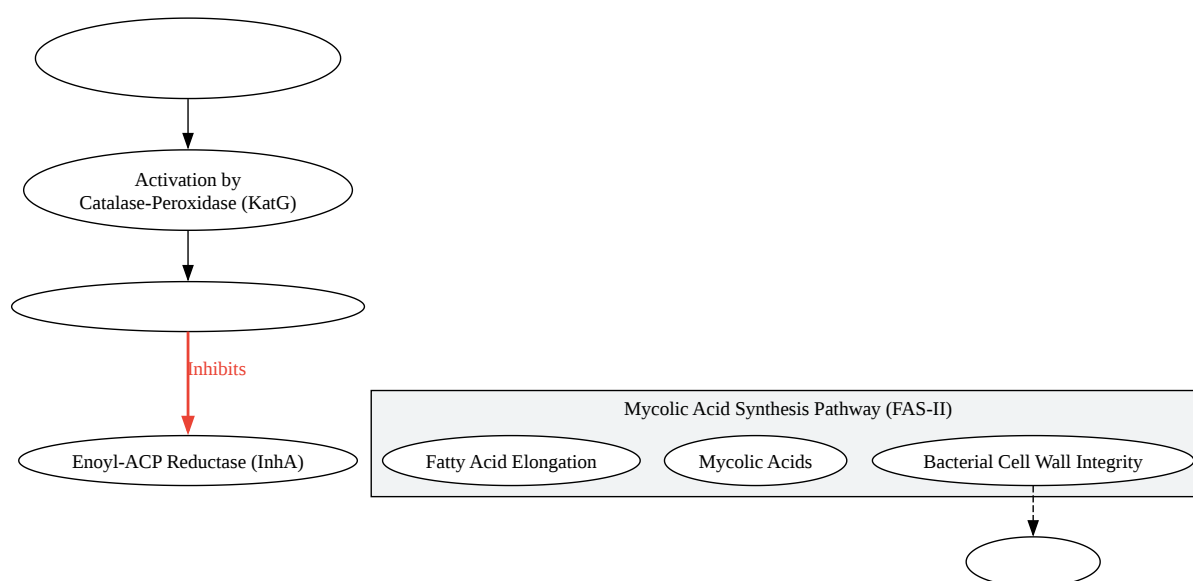 Activation by
Catalase-Peroxidase (KatG)
Inhibits
Mycolic Acid Synthesis Pathway (FAS-II)
Enoyl-ACP Reductase (InhA)
Fatty Acid Elongation
Mycolic Acids
Bacterial Cell Wall Integrity